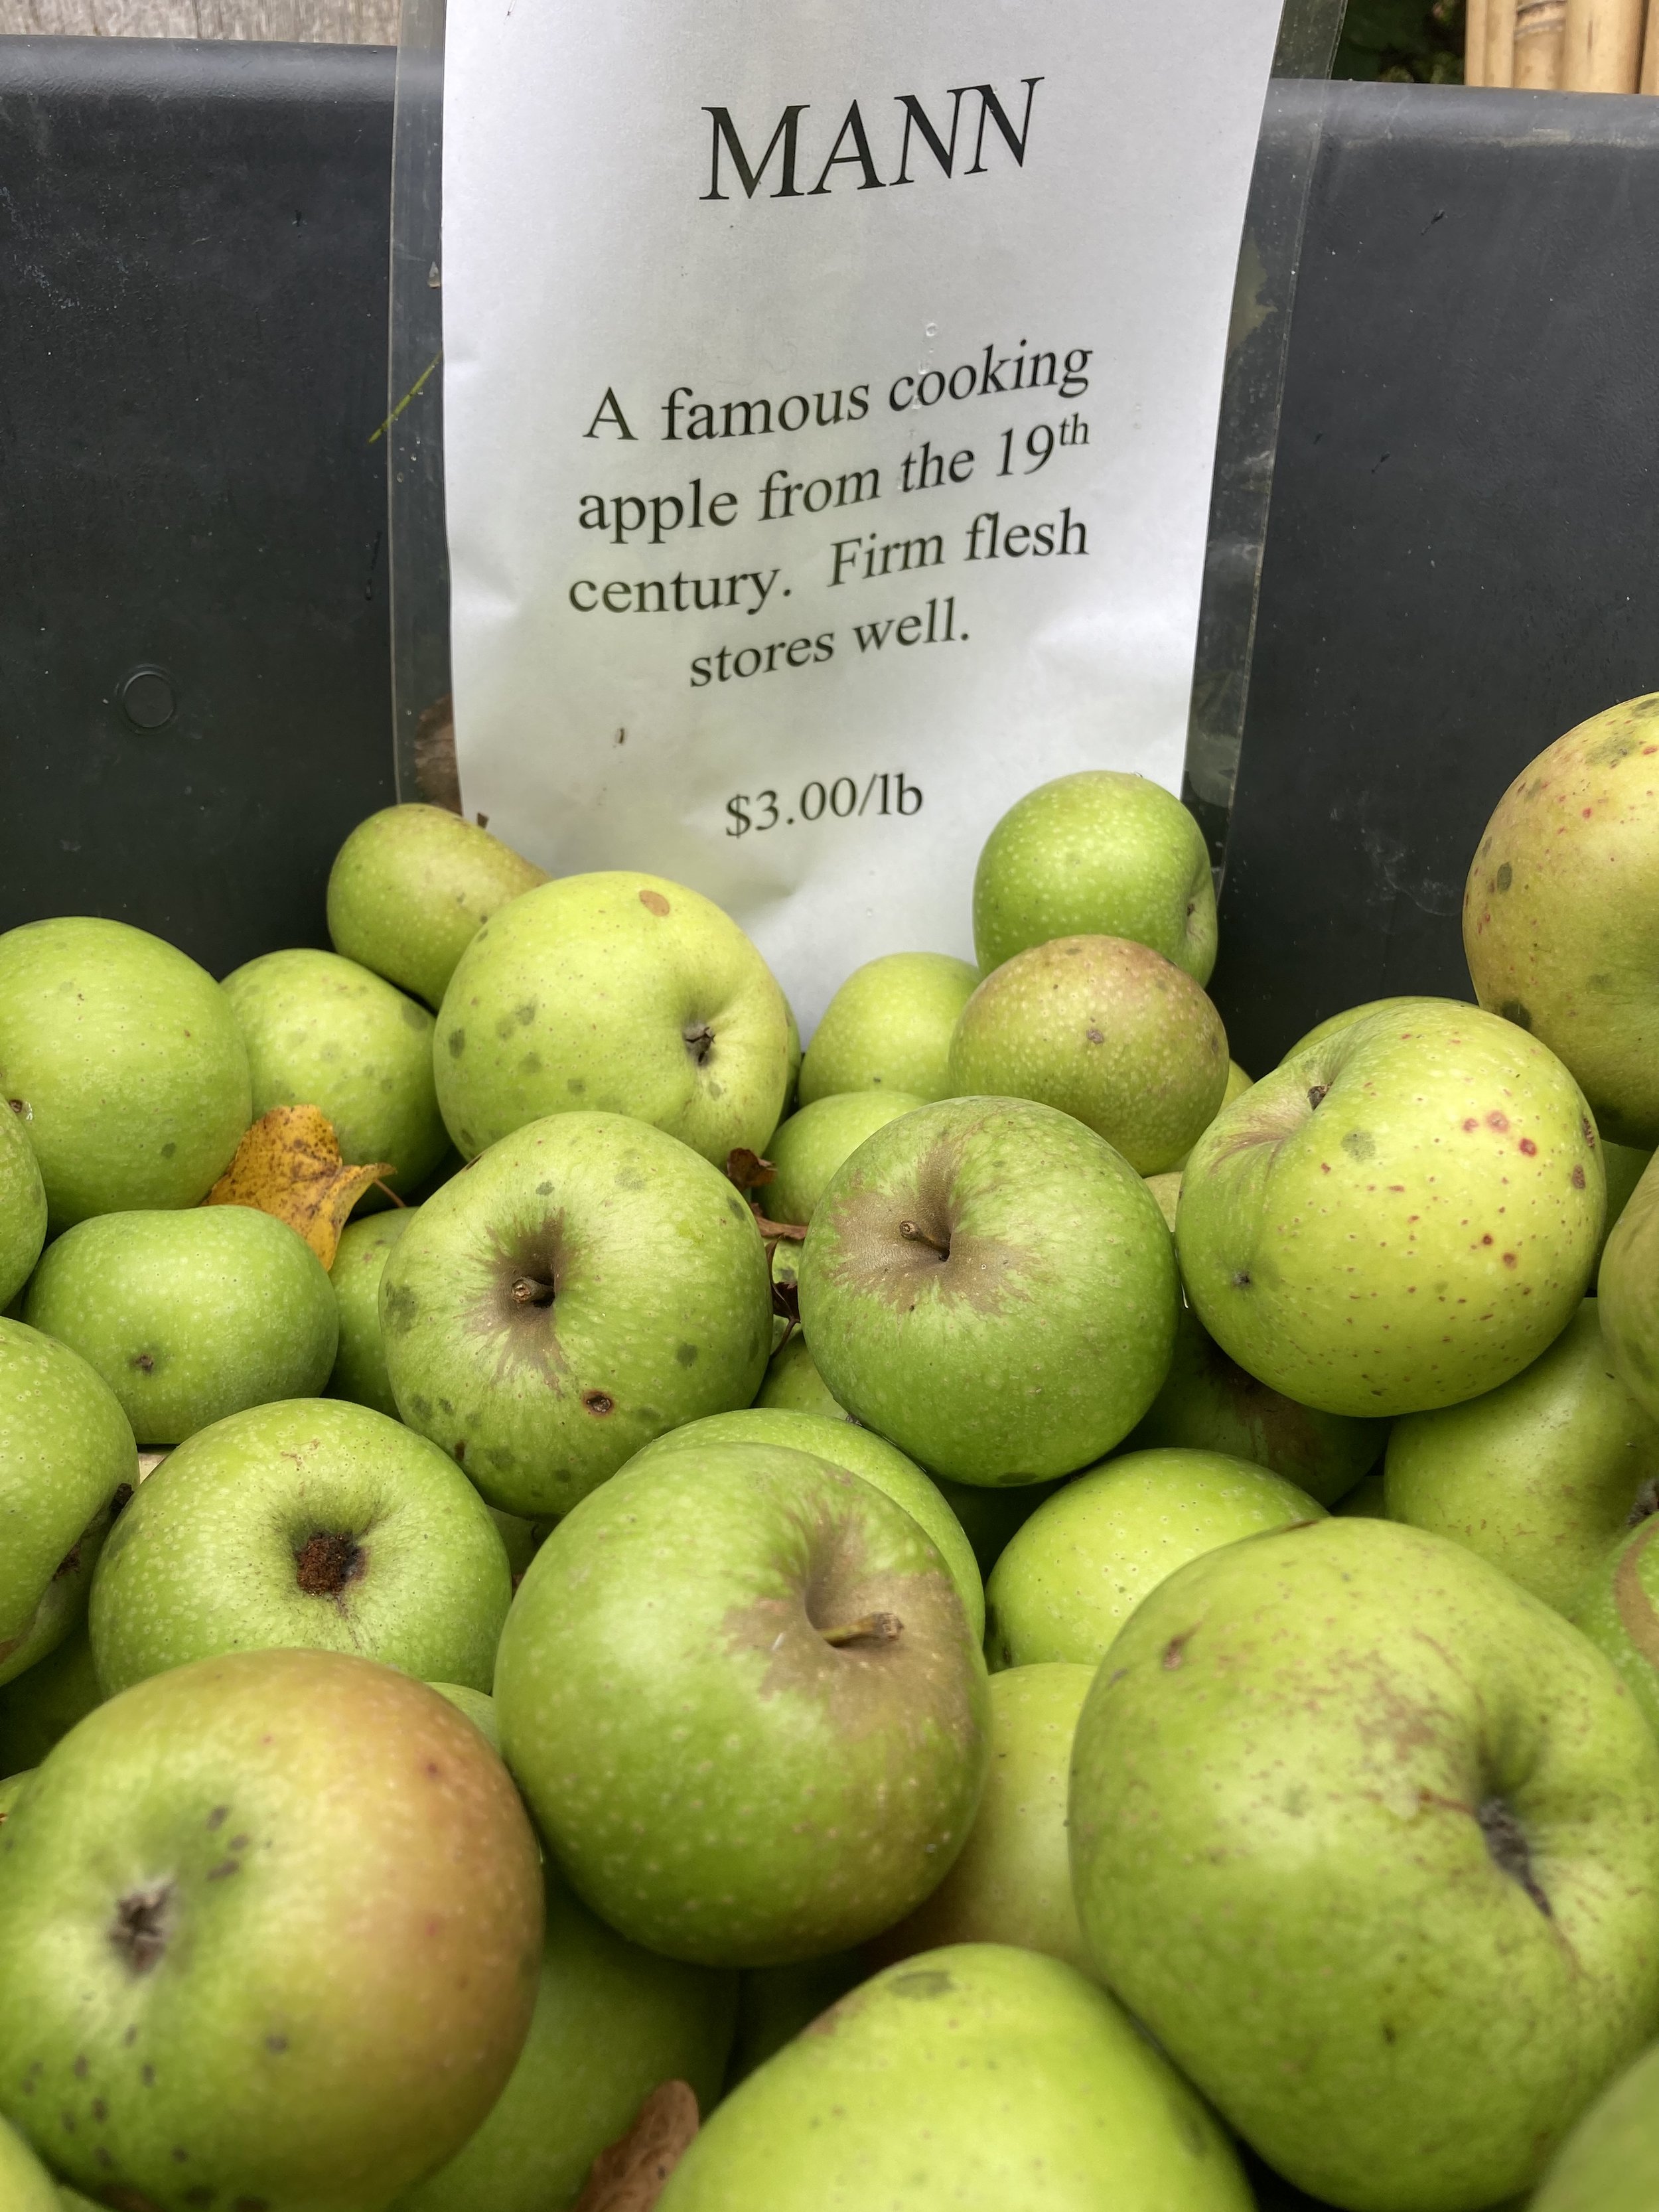 MANN
A famous cooking
apple from the 19th
century. Firm flesh
stores well.
$3.00/lb